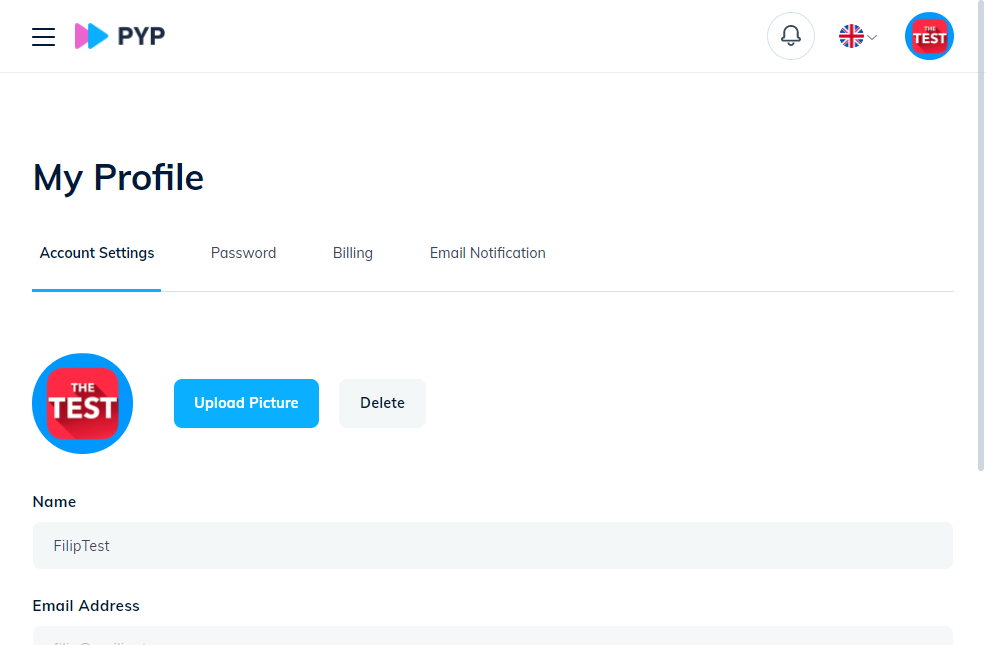 PYP
THE
TEST
My Profile
Account Settings Password Billing Email Notification
THE
TEST
Upload Picture Delete
Name
FilipTest
Email Address